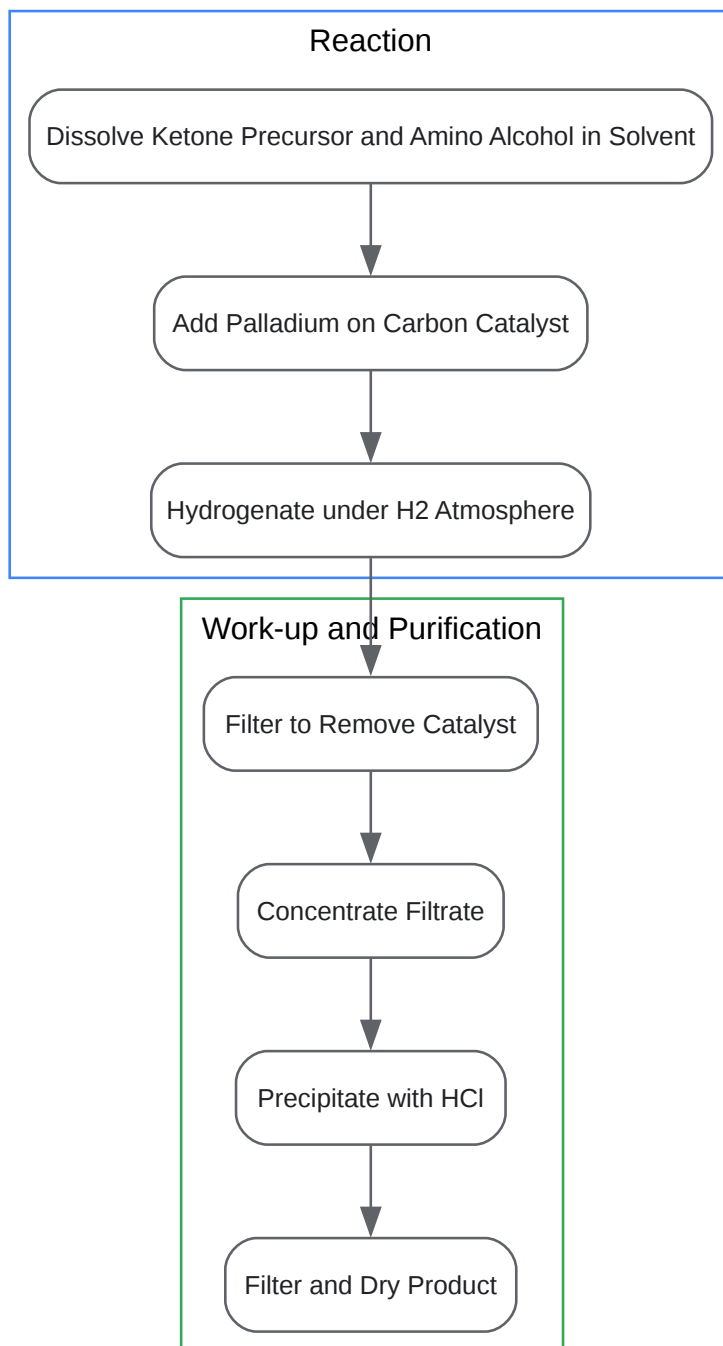 Reaction
Dissolve Ketone Precursor and Amino Alcohol in Solvent
Add Palladium on Carbon Catalyst
Hydrogenate under H2 Atmosphere
Work-up and Purification
Filter to Remove Catalyst
Concentrate Filtrate
Precipitate with HCl
Filter and Dry Product